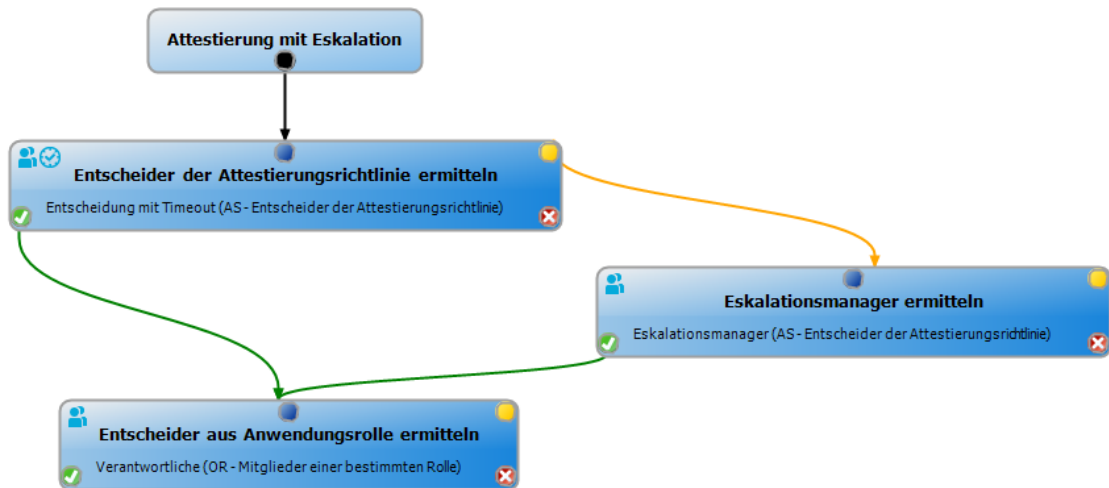 Attestierung mit Eskalation
Entscheider der Attestierungsrichtlinie ermitteln
Entscheidung mit Timeout (AS - Entscheider der Attestierungsrichtlinie)
Eskalationsmanager ermitteln
Eskalationsmanager (AS - Entscheider der Attestierungsrichtlinie)
Entscheider aus Anwendungsrolle ermitteln
Verantwortliche (OR - Mitglieder einer bestimmten Rolle)